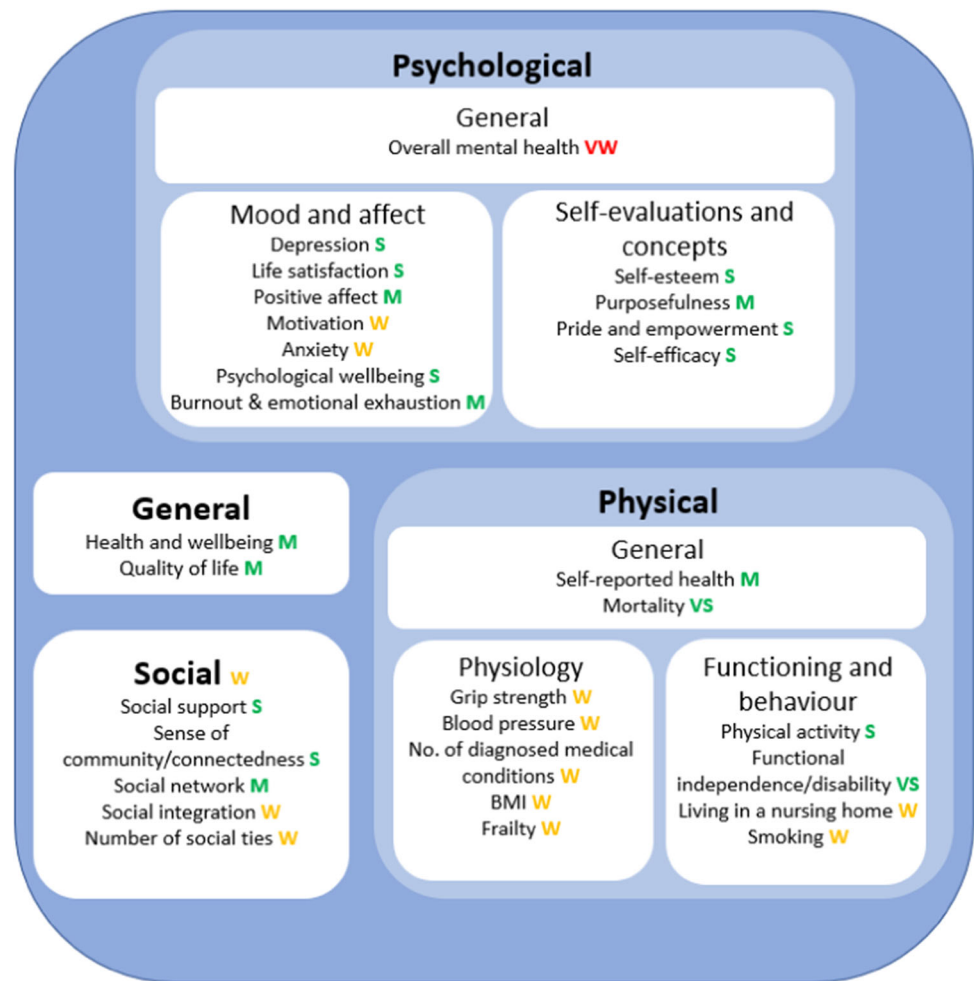 Psychological
General
Overall mental health VW
Mood and affect
Depression S
Life satisfaction S
Positive affect M
Motivation W
Anxiety W
Psychological wellbeing S
Burnout & emotional exhaustion M
Self-evaluations and
concepts
Self-esteem S
Purposefulness M
Pride and empowerment S
Self-efficacy S
General
Health and wellbeing M
Quality of life M
Social W
Social support S
Sense of
community/connectedness S
Social network M
Social integration W
Number of social ties W
Physical
General
Self-reported health M
Mortality VS
Physiology
Grip strength W
Blood pressure W
No. of diagnosed medical
conditions W
BMI W
Frailty W
Functioning and
behaviour
Physical activity S
Functional
independence/disability VS
Living in a nursing home W
Smoking W